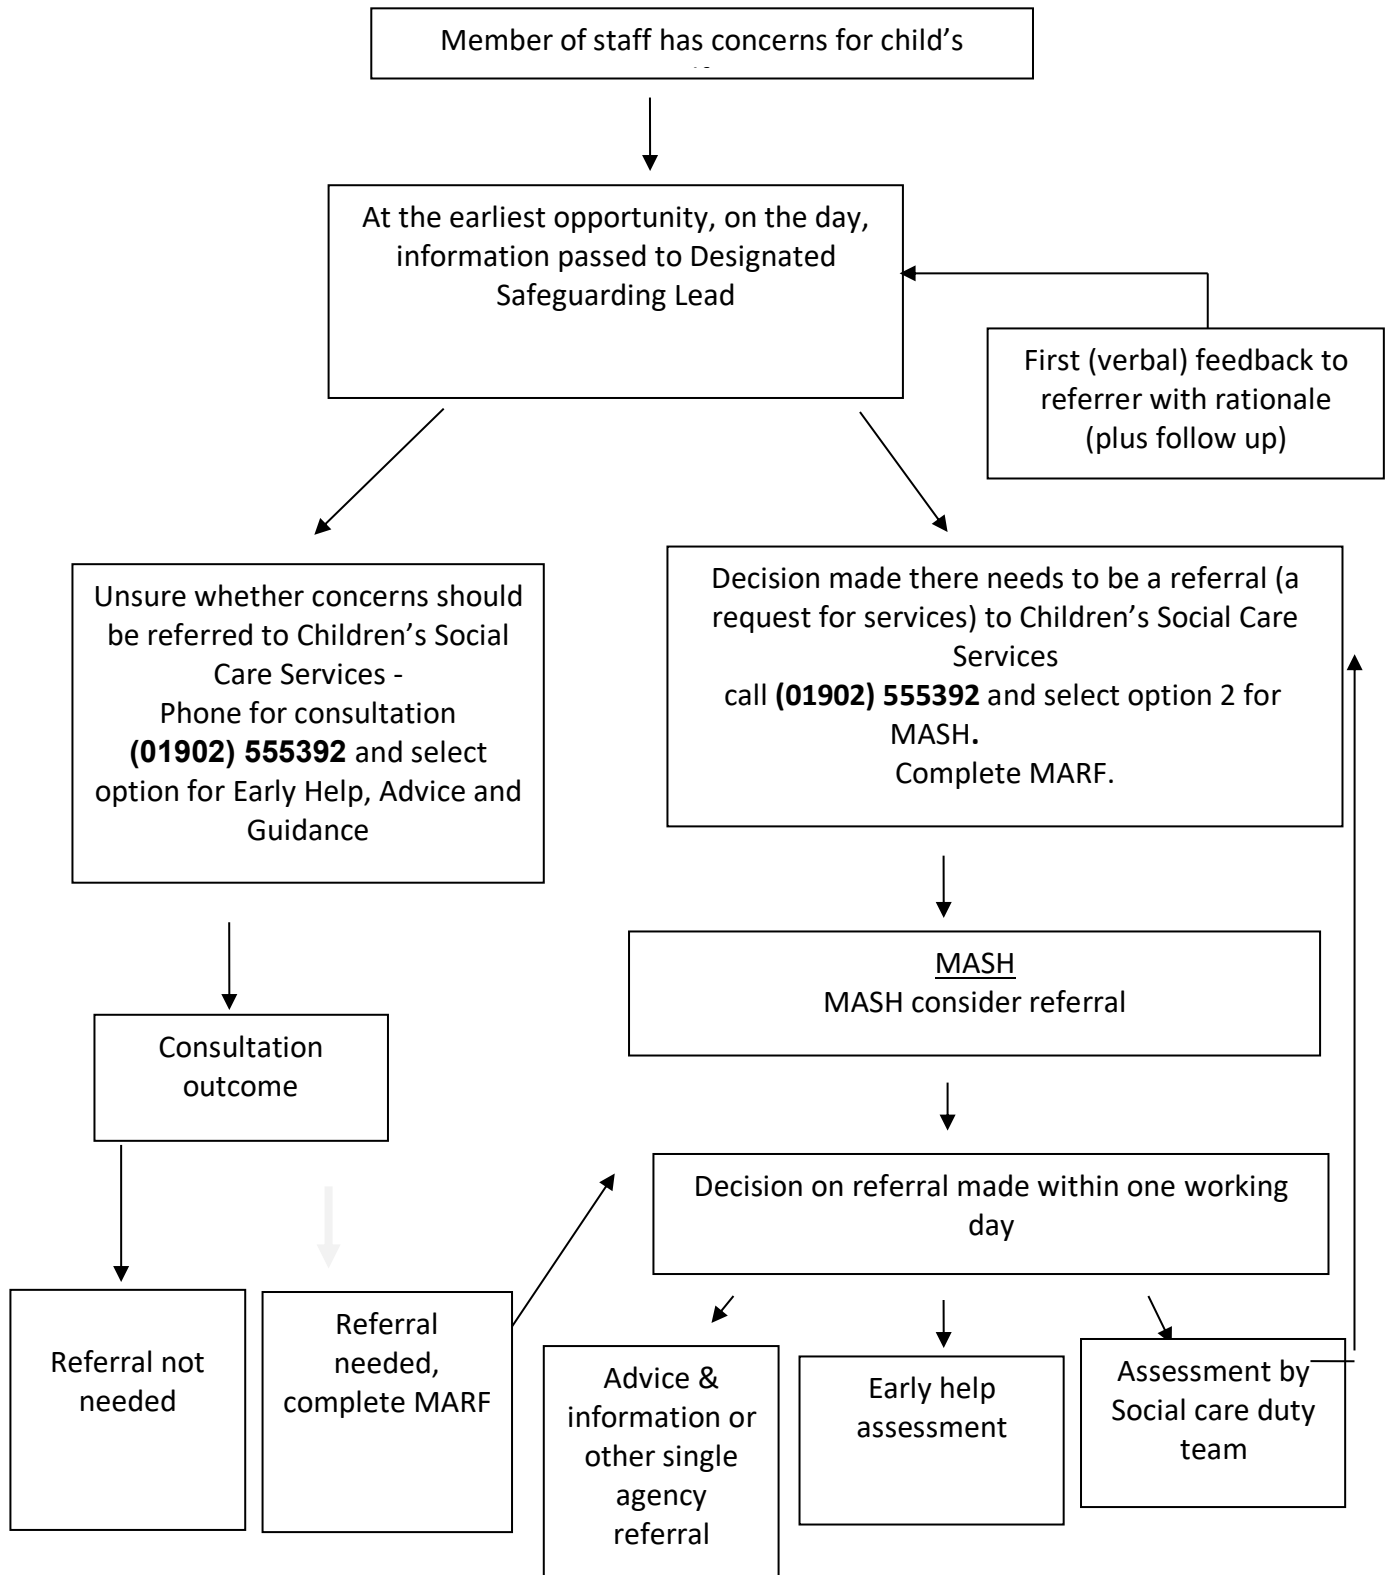 Member of staff has concerns for child’s
At the earliest opportunity, on the day,
information passed to Designated
Safeguarding Lead
First (verbal) feedback to
referrer with rationale
(plus follow up)
Unsure whether concerns should
be referred to Children’s Social
Care Services -
Phone for consultation
(01902) 555392 and select
option for Early Help, Advice and
Guidance
Decision made there needs to be a referral (a
request for services) to Children’s Social Care
Services
call (01902) 555392 and select option 2 for
MASH.
Complete MARF.
MASH
MASH consider referral
Consultation
outcome
Decision on referral made within one working
day
Referral not
needed
Referral
needed,
complete MARF
Advice &
information or
other single
agency
referral
Early help
assessment
Assessment by
Social care duty
team